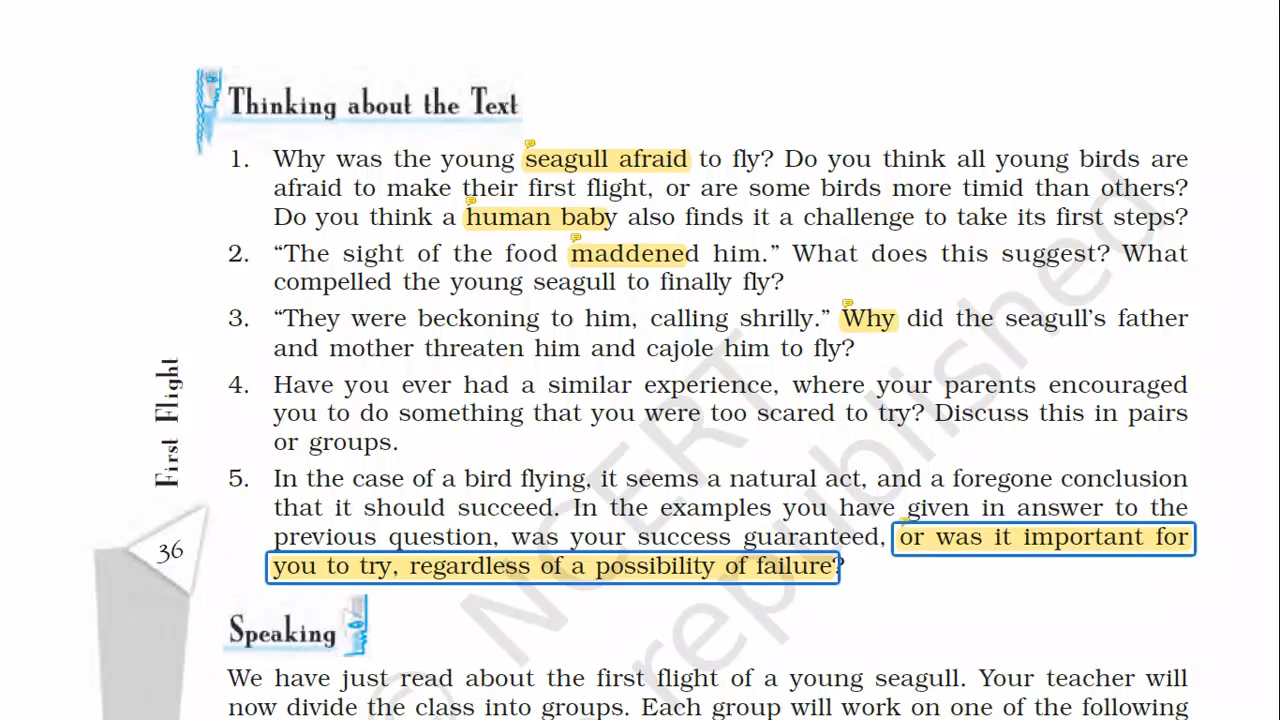 Thinking about the Text
1. Why was the young seagull afraid to fly? Do you think all young birds are
afraid to make their first flight, or are some birds more timid than others?
Do you think a human baby also finds it a challenge to take its first steps?
2. “The sight of the food maddened him.” What does this suggest? What
compelled the young seagull to finally fly?
3. “They were beckoning to him, calling shrilly.” Why did the seagull’s father
and mother threaten him and cajole him to fly?
4. Have you ever had a similar experience, where your parents encouraged
you to do something that you were too scared to try? Discuss this in pairs
or groups.
5. In the case of a bird flying, it seems a natural act, and a foregone conclusion
that it should succeed. In the examples you have given in answer to the
previous question, was your success guaranteed, or was it important for
you to try, regardless of a possibility of failure?
First Flight
36
Speaking
We have just read about the first flight of a young seagull. Your teacher will
now divide the class into groups. Each group will work on one of the following
© NCERT
republished